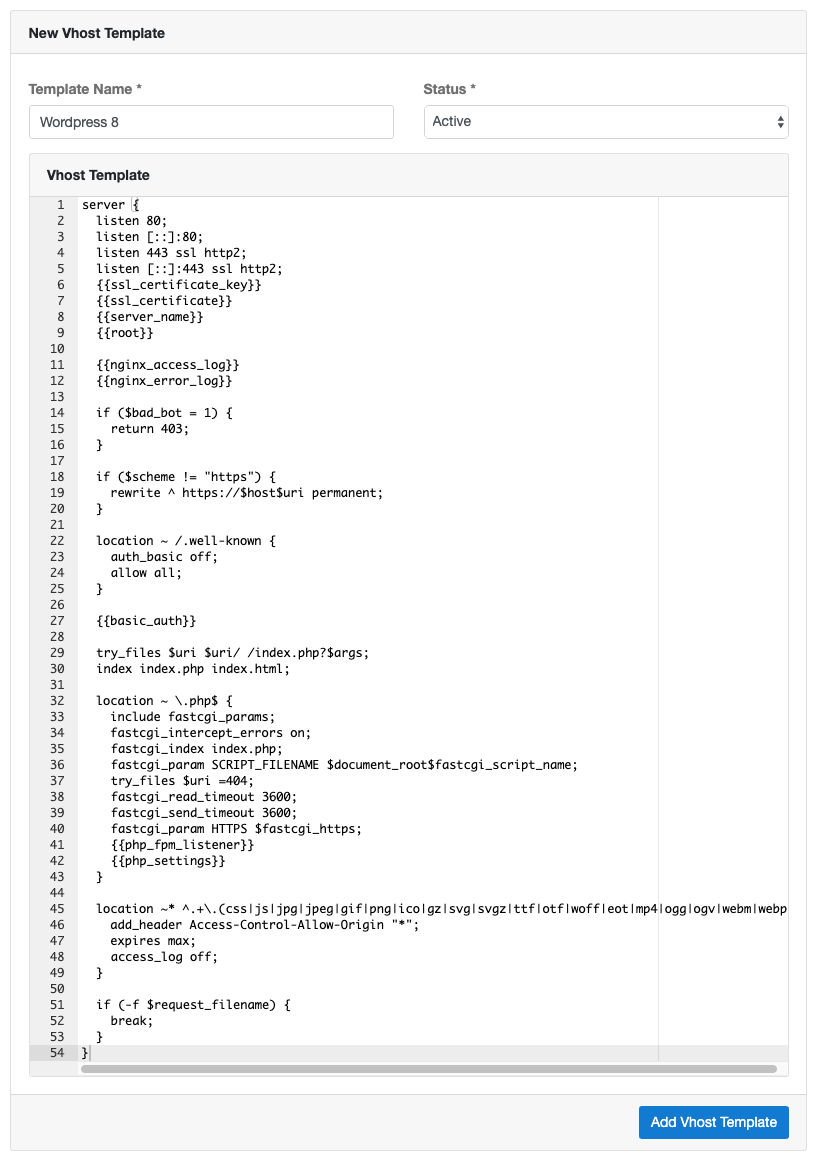 New Vhost Template
Template Name * Status *
Wordpress 8 Active
Vhost Template
1 server {
2   listen 80;
3   listen [::]:80;
4   listen 443 ssl http2;
5   listen [::]:443 ssl http2;
6   {{ssl_certificate_key}}
7   {{ssl_certificate}}
8   {{server_name}}
9   {{root}}
10
11   {{nginx_access_log}}
12   {{nginx_error_log}}
13
14   if ($bad_bot = 1) {
15     return 403;
16   }
17
18   if ($scheme != "https") {
19     rewrite ^ https://$host$uri permanent;
20   }
21
22   location ~ /.well-known {
23     auth_basic off;
24     allow all;
25   }
26
27   {{basic_auth}}
28
29   try_files $uri $uri/ /index.php?$args;
30   index index.php index.html;
31
32   location ~ \.php$ {
33     include fastcgi_params;
34     fastcgi_intercept_errors on;
35     fastcgi_index index.php;
36     fastcgi_param SCRIPT_FILENAME $document_root$fastcgi_script_name;
37     try_files $uri =404;
38     fastcgi_read_timeout 3600;
39     fastcgi_send_timeout 3600;
40     fastcgi_param HTTPS $fastcgi_https;
41     {{php_fpm_listener}}
42     {{php_settings}}
43   }
44
45   location ~* ^.+\.(css|js|jpg|jpeg|gif|png|ico|gz|svg|svgz|ttf|otf|woff|eot|mp4|ogg|ogv|webm|webp
46     add_header Access-Control-Allow-Origin "*";
47     expires max;
48     access_log off;
49   }
50
51   if (-f $request_filename) {
52     break;
53   }
54 }
Add Vhost Template